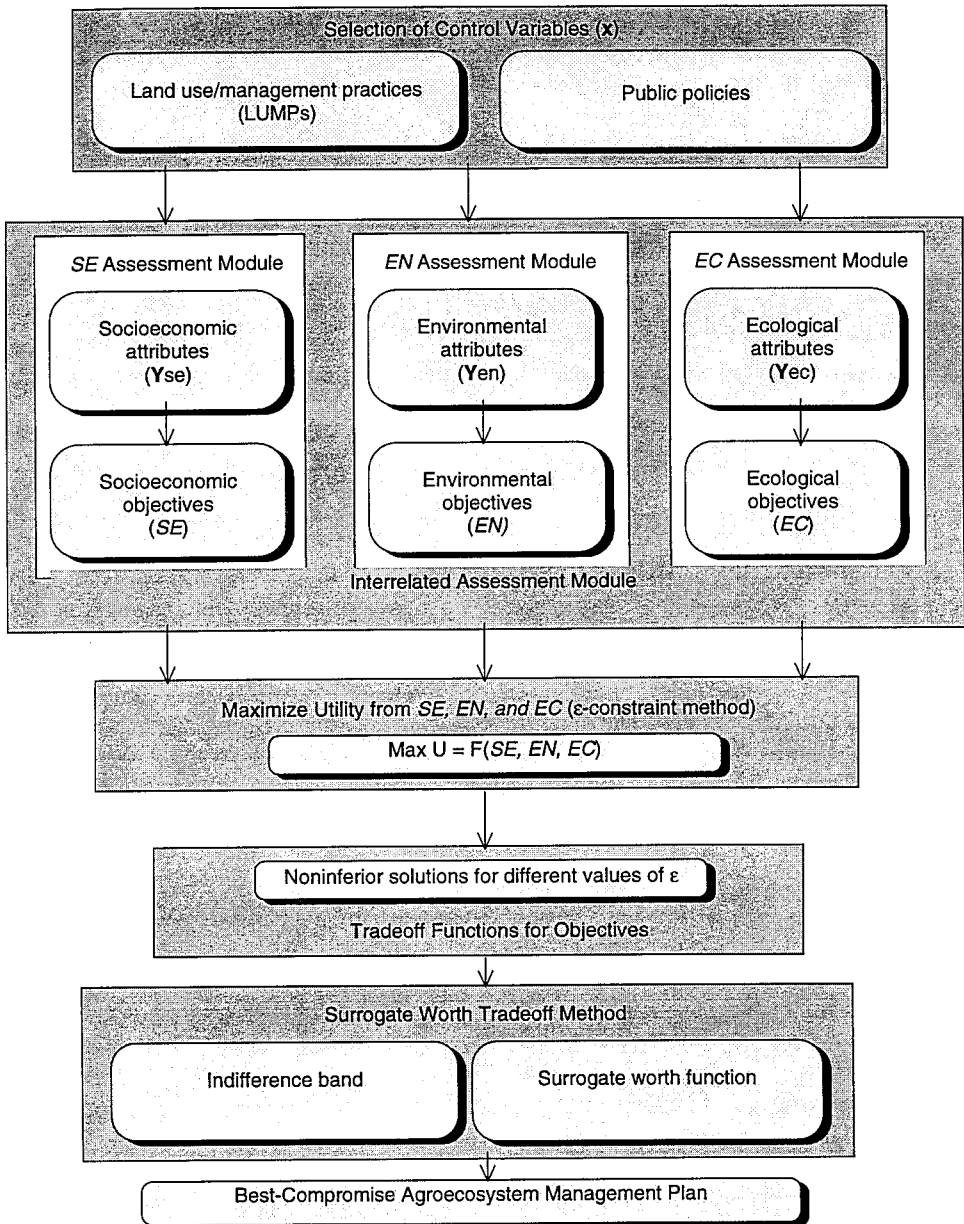 Selection of Control Variables (x)
Land use/management practices
(LUMPs)
Public policies
SE Assessment Module
Socioeconomic
attributes
(Yse)
Socioeconomic
objectives
(SE)
EN Assessment Module
Environmental
attributes
(Yen)
Environmental
objectives
(EN)
EC Assessment Module
Ecological
attributes
(Yec)
Ecological
objectives
(EC)
Interrelated Assessment Module
Maximize Utility from SE, EN, and EC (ε-constraint method)
Max U = F(SE, EN, EC)
Noninferior solutions for different values of ε
Tradeoff Functions for Objectives
Surrogate Worth Tradeoff Method
Indifference band
Surrogate worth function
Best-Compromise Agroecosystem Management Plan